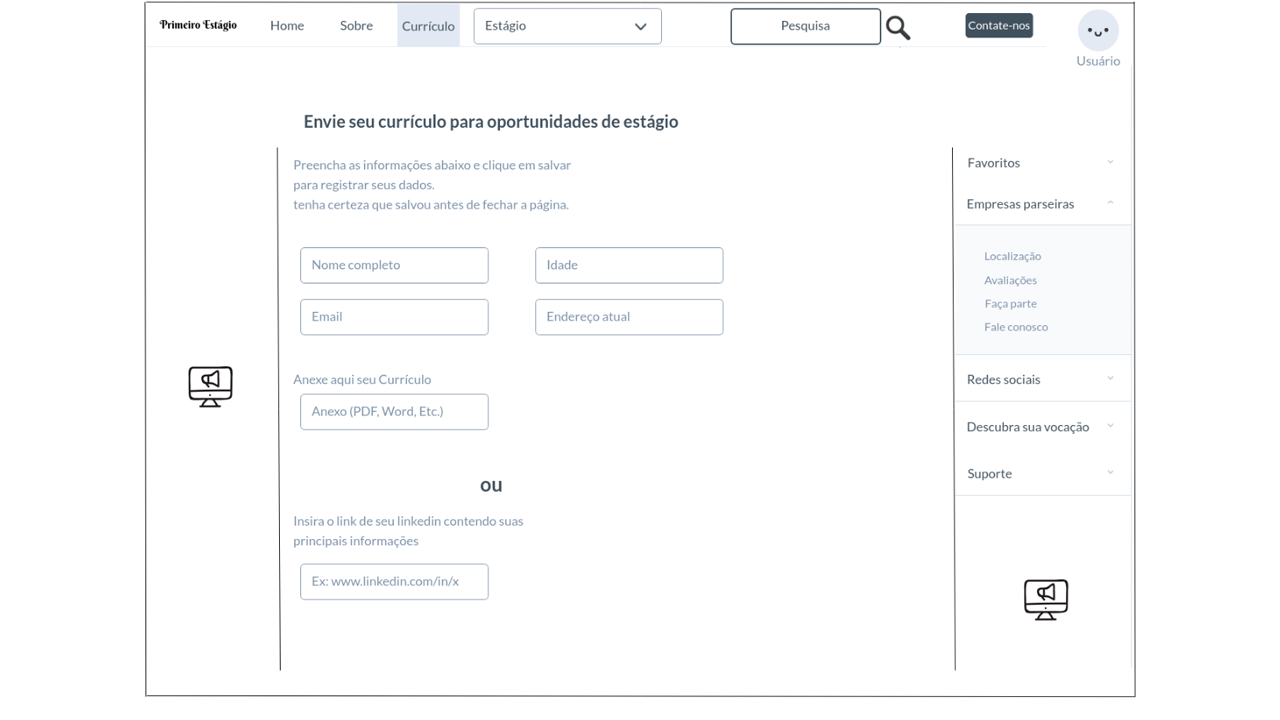 Primeiro Estágio
Home
Sobre
Currículo
Estágio
Pesquisa
Contate-nos
Usuário
Envie seu currículo para oportunidades de estágio
Preencha as informações abaixo e clique em salvar
para registrar seus dados.
tenha certeza que salvou antes de fechar a página.
Nome completo
Idade
Email
Endereço atual
Anexe aqui seu Currículo
Anexo (PDF, Word, Etc.)
ou
Insira o link de seu linkedin contendo suas
principais informações
Ex: www.linkedin.com/in/x
Favoritos
Empresas parseiras
Localização
Avaliações
Faça parte
Fale conosco
Redes sociais
Descubra sua vocação
Suporte